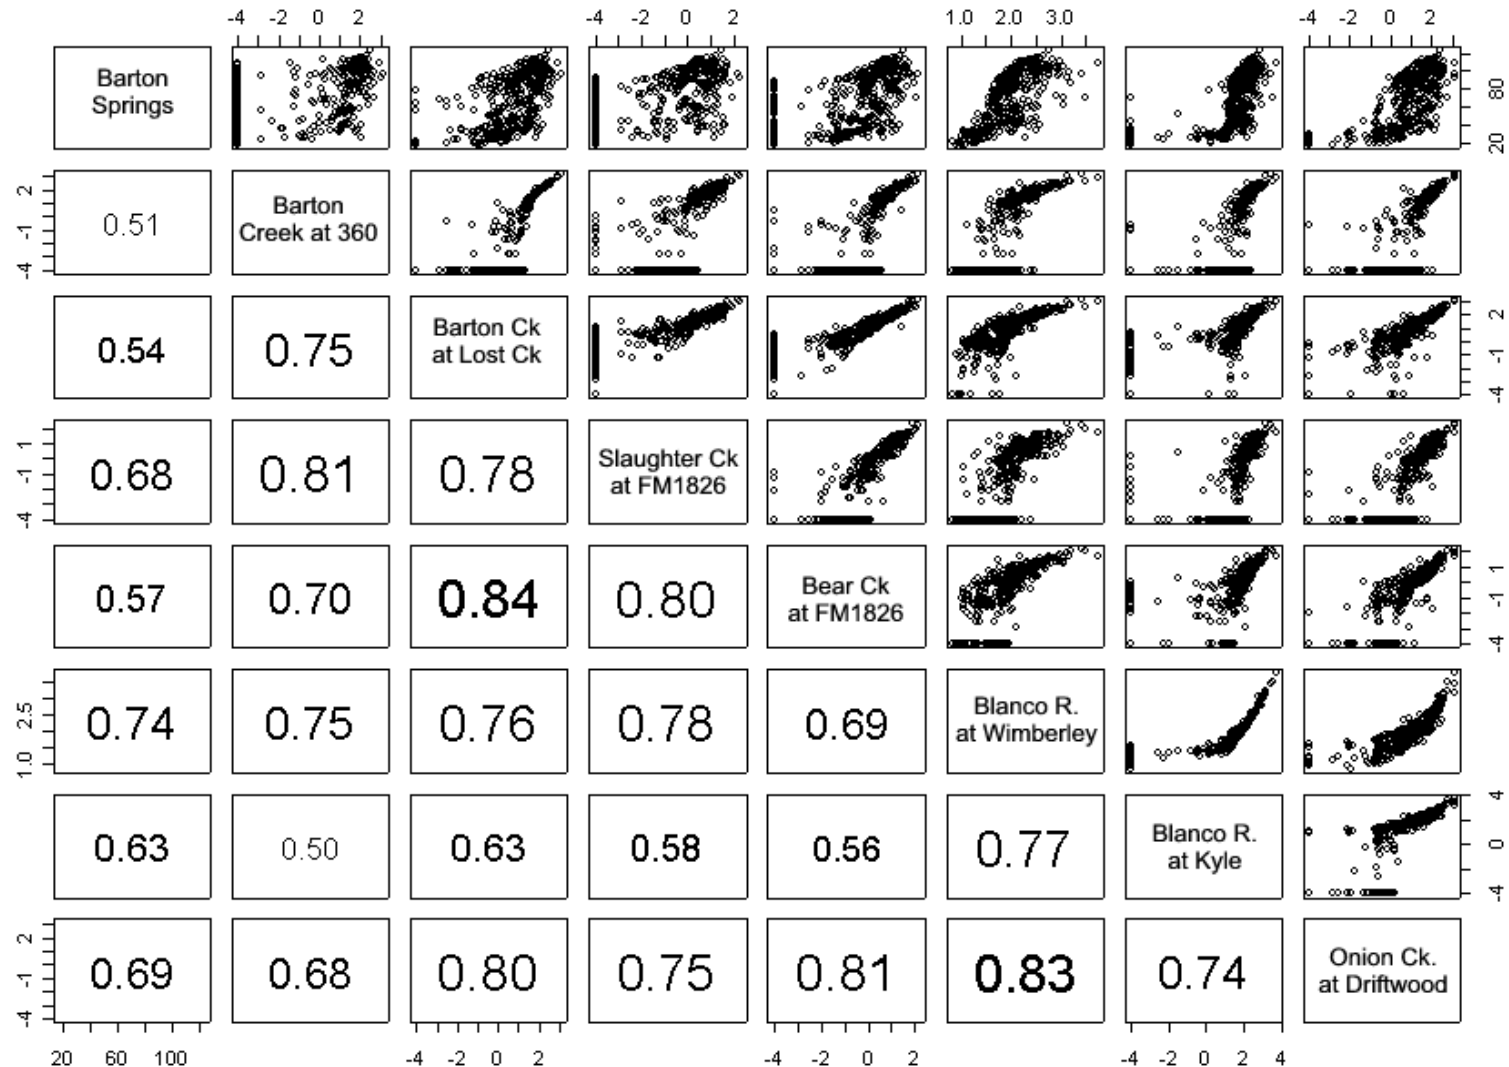 -4 -2 0 2 -4 -2 0 2 1.0 2.0 3.0 -4 -2 0 2
Barton
Springs
20 80
2 -1 -4
0.51
Barton
Creek at 360
0.54 0.75
Barton Ck
at Lost Ck
2 -1 -4
1 -1 -4
0.68 0.81 0.78
Slaughter Ck
at FM1826
0.57 0.70 0.84 0.80
Bear Ck
at FM1826
1 -1 -4
2.5 1.0
0.74 0.75 0.76 0.78 0.69
Blanco R.
at Wimberley
0.63 0.50 0.63 0.58 0.56 0.77
Blanco R.
at Kyle
4 0 -4
2 -1 -4
0.69 0.68 0.80 0.75 0.81 0.83 0.74
Onion Ck.
at Driftwood
20 60 100 -4 -2 0 2 -4 -2 0 2 -4 -2 0 2 4